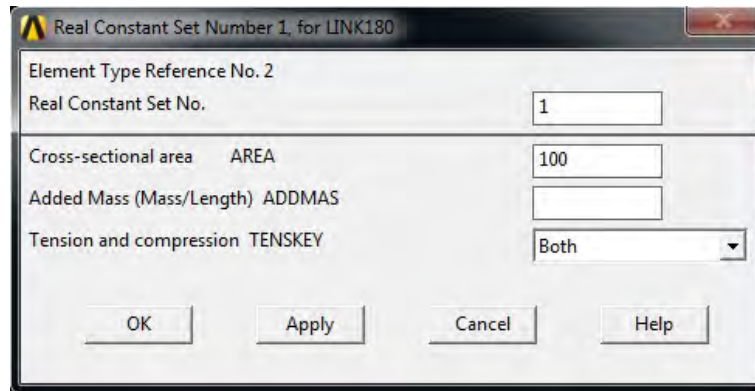 Real Constant Set Number 1, for LINK180
Element Type Reference No. 2
Real Constant Set No. 1
Cross-sectional area AREA 100
Added Mass (Mass/Length) ADDMAS
Tension and compression TENSKEY Both
OK Apply Cancel Help